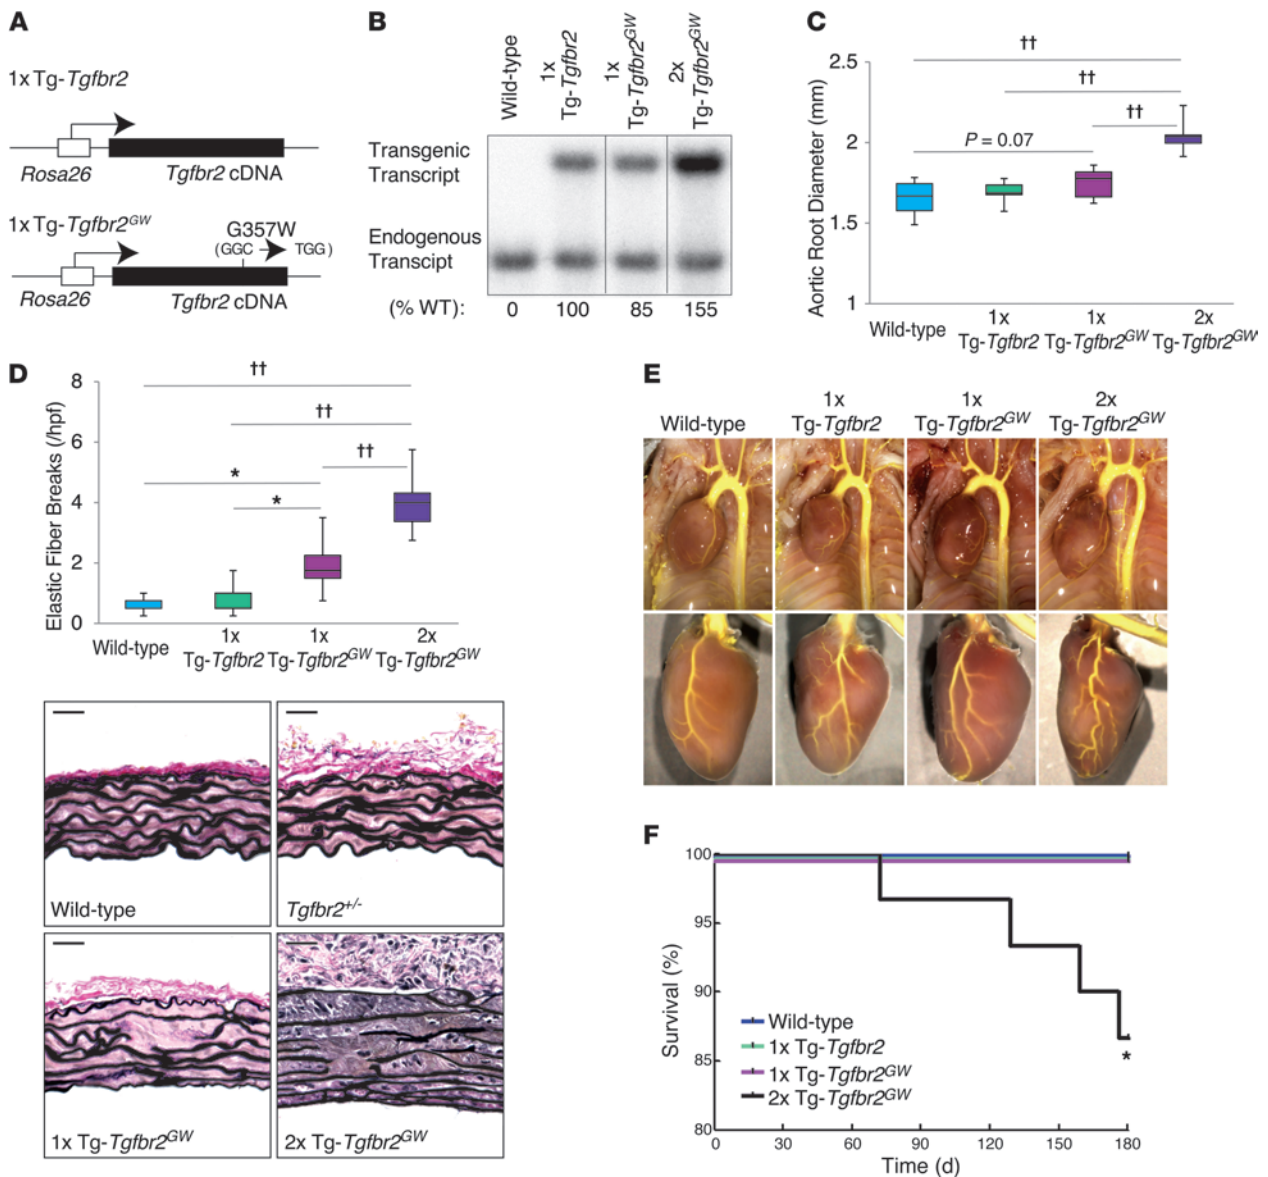 A
1x Tg-Tgfbr2
Rosa26
Tgfbr2 cDNA
1x Tg-Tgfbr2GW
G357W
(GGC TGG)
Rosa26
Tgfbr2 cDNA
B
Wild-type
1x
Tg-Tgfbr2
1x
Tg-Tgfbr2GW
2x
Tg-Tgfbr2GW
Transgenic
Transcript
Endogenous
Transcipt
(% WT): 0 100 85 155
C
Aortic Root Diameter (mm)
2.5
2
1.5
1
††
††
††
P = 0.07
Wild-type
1x
Tg-Tgfbr2
1x
Tg-Tgfbr2GW
2x
Tg-Tgfbr2GW
D
Elastic Fiber Breaks (/hpf)
8
6
4
2
0
††
††
††
*
*
Wild-type
1x
Tg-Tgfbr2
1x
Tg-Tgfbr2GW
2x
Tg-Tgfbr2GW
Wild-type
Tgfbr2+/-
1x Tg-Tgfbr2GW
2x Tg-Tgfbr2GW
E
Wild-type
1x
Tg-Tgfbr2
1x
Tg-Tgfbr2GW
2x
Tg-Tgfbr2GW
F
Survival (%)
100
95
90
85
80
Wild-type
1x Tg-Tgfbr2
1x Tg-Tgfbr2GW
2x Tg-Tgfbr2GW
*
0 30 60 90 120 150 180
Time (d)